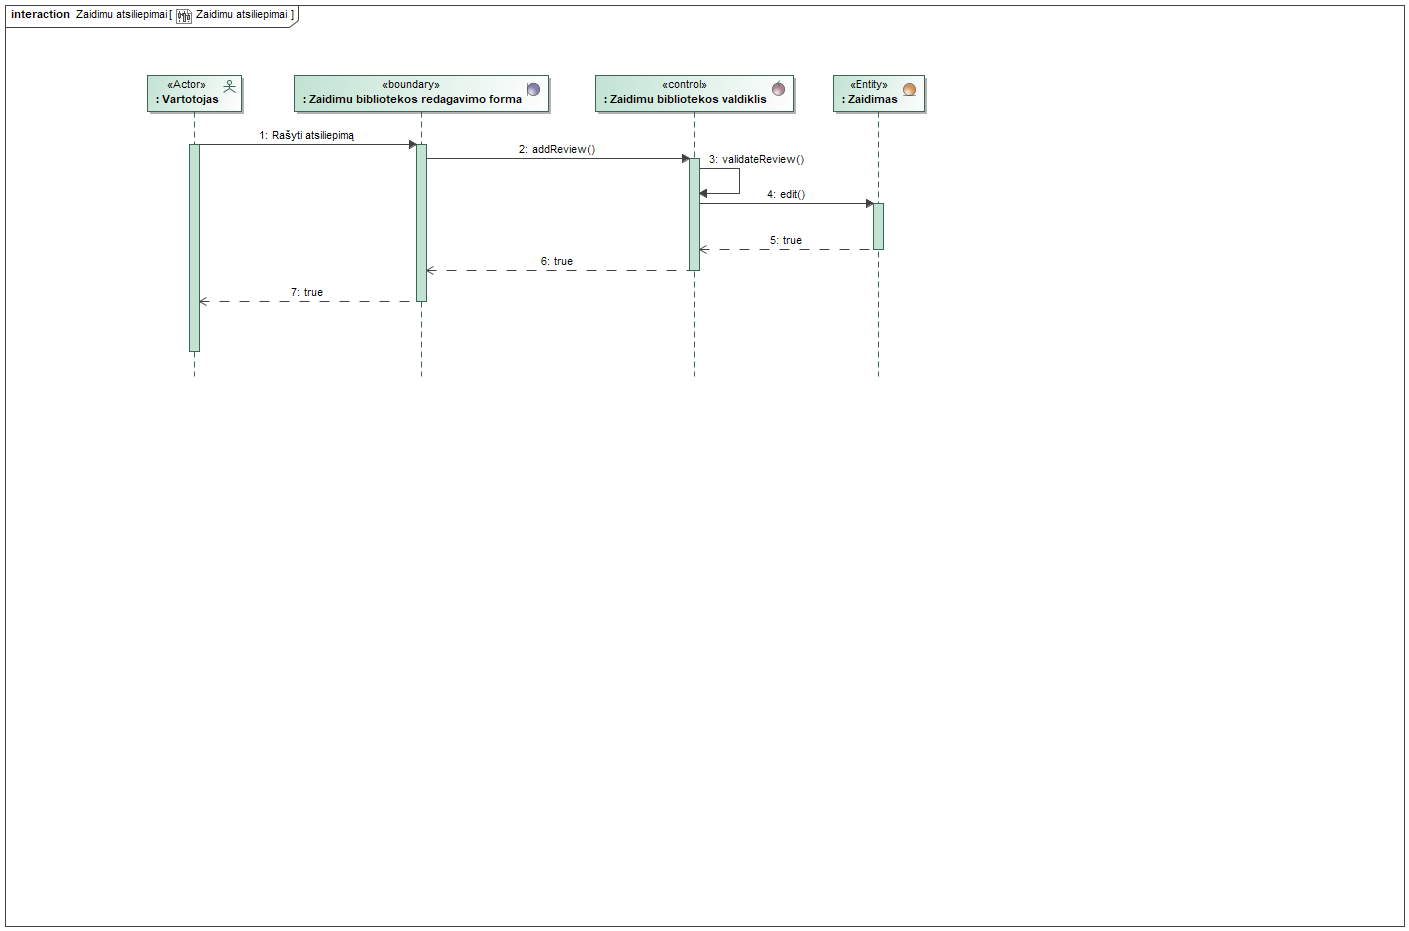 interaction Zaidimu atsiliepimai[ Zaidimu atsiliepimai ]
«Actor»
: Vartotojas
«boundary»
: Zaidimu bibliotekos redagavimo forma
«control»
: Zaidimu bibliotekos valdiklis
«Entity»
: Zaidimas
1: Rašyti atsiliepimą
2: addReview()
3: validateReview()
4: edit()
5: true
6: true
7: true